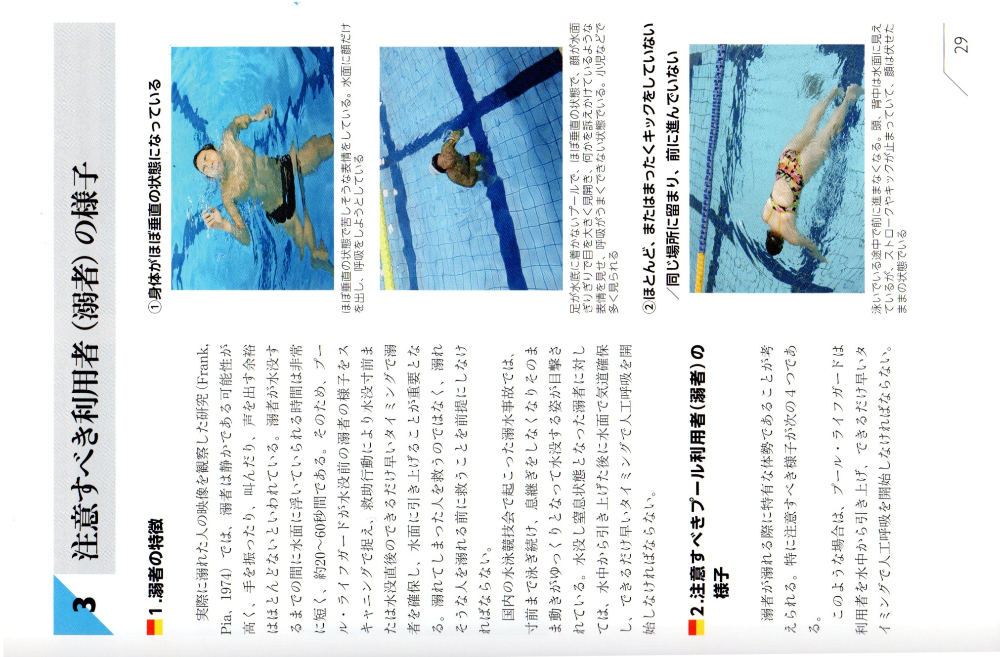 3 注意すべき利用者（溺者）の様子
1.溺者の特徴
実際に溺れた人の映像を観察した研究（Frank,
Pia、1974）では、溺者は静かである可能性が
高く、手を振ったり、叫んだり、声を出す余裕
はほとんどないといわれている。溺者が水没す
るまでの間に水面に浮いていられる時間は非常
に短く、約20～60秒間である。そのため、プー
ル・ライフガードが水没前の溺者の様子をス
キャニングで捉え、救助行動により水没寸前ま
たは水没直後のできるだけ早いタイミングで溺
者を確保し、水面に引き上げることが重要とな
る。溺れてしまった人を救うのではなく、溺れ
そうな人を溺れる前に救うことを前提にしなけ
ればならない。
国内の水泳競技会で起こった溺水事故では、
寸前まで泳ぎ続け、息継ぎをしなくなりそのま
ま動きがゆっくりとなって水没する姿が目撃さ
れている。水没し窒息状態となった溺者に対し
ては、水中から引き上げた後に水面で気道確保
し、できるだけ早いタイミングで人工呼吸を開
始しなければならない。
2.注意すべきプール利用者（溺者）の
様子
溺者が溺れる際に特有な体勢であることが考
えられる。特に注意すべき様子が次の４つであ
る。
このような場合は、プール・ライフガードは
利用者を水中から引き上げ、できるだけ早いタ
イミングで人工呼吸を開始しなければならない。
①身体がほぼ垂直の状態になっている
ほぼ垂直の状態で苦しそうな表情をしている。水面に顔だけ
を出し、呼吸をしようとしている
足が水底に着かないプールで、ほぼ垂直の状態で、顔が水面
ぎりぎりで目を大きく見開き、何かを訴えかけているような
表情を見せ、呼吸がうまくできない状態でいる。小児などで
多く見られる
②ほとんど、またはまったくキックをしていない
／同じ場所に留まり、前に進んでいない
泳いでいる途中で前に進まなくなる。頭、背中は水面に見え
ているが、ストロークやキックが止まっていて、顔は伏せた
ままの状態でいる
29